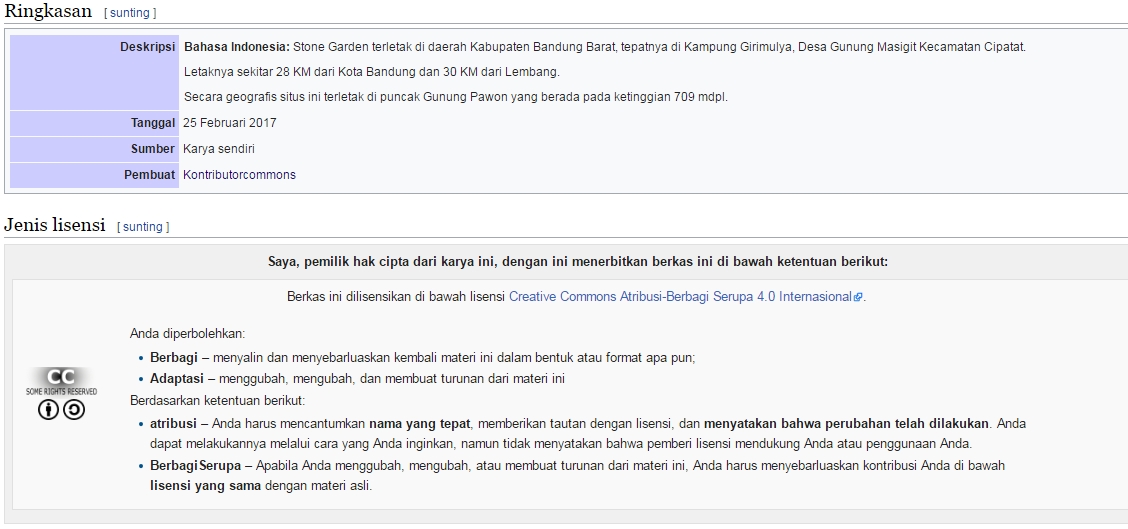 Ringkasan [ sunting ]
Deskripsi Bahasa Indonesia: Stone Garden terletak di daerah Kabupaten Bandung Barat, tepatnya di Kampung Girimulya, Desa Gunung Masigit Kecamatan Cipatat.
Letaknya sekitar 28 KM dari Kota Bandung dan 30 KM dari Lembang.
Secara geografis situs ini terletak di puncak Gunung Pawon yang berada pada ketinggian 709 mdpl.
Tanggal 25 Februari 2017
Sumber Karya sendiri
Pembuat Kontributorcommons
Jenis lisensi [ sunting ]
Saya, pemilik hak cipta dari karya ini, dengan ini menerbitkan berkas ini di bawah ketentuan berikut:
Berkas ini dilisensikan di bawah lisensi Creative Commons Atribusi-Berbagi Serupa 4.0 Internasional.
Anda diperbolehkan:
• Berbagi – menyalin dan menyebarluaskan kembali materi ini dalam bentuk atau format apa pun;
• Adaptasi – menggubah, mengubah, dan membuat turunan dari materi ini
cc
SOME RIGHTS RESERVED
Berdasarkan ketentuan berikut:
• atribusi – Anda harus mencantumkan nama yang tepat, memberikan tautan dengan lisensi, dan menyatakan bahwa perubahan telah dilakukan. Anda
dapat melakukannya melalui cara yang Anda inginkan, namun tidak menyatakan bahwa pemberi lisensi mendukung Anda atau penggunaan Anda.
• BerbagiSerupa – Apabila Anda menggubah, mengubah, atau membuat turunan dari materi ini, Anda harus menyebarluaskan kontribusi Anda di bawah
lisensi yang sama dengan materi asli.